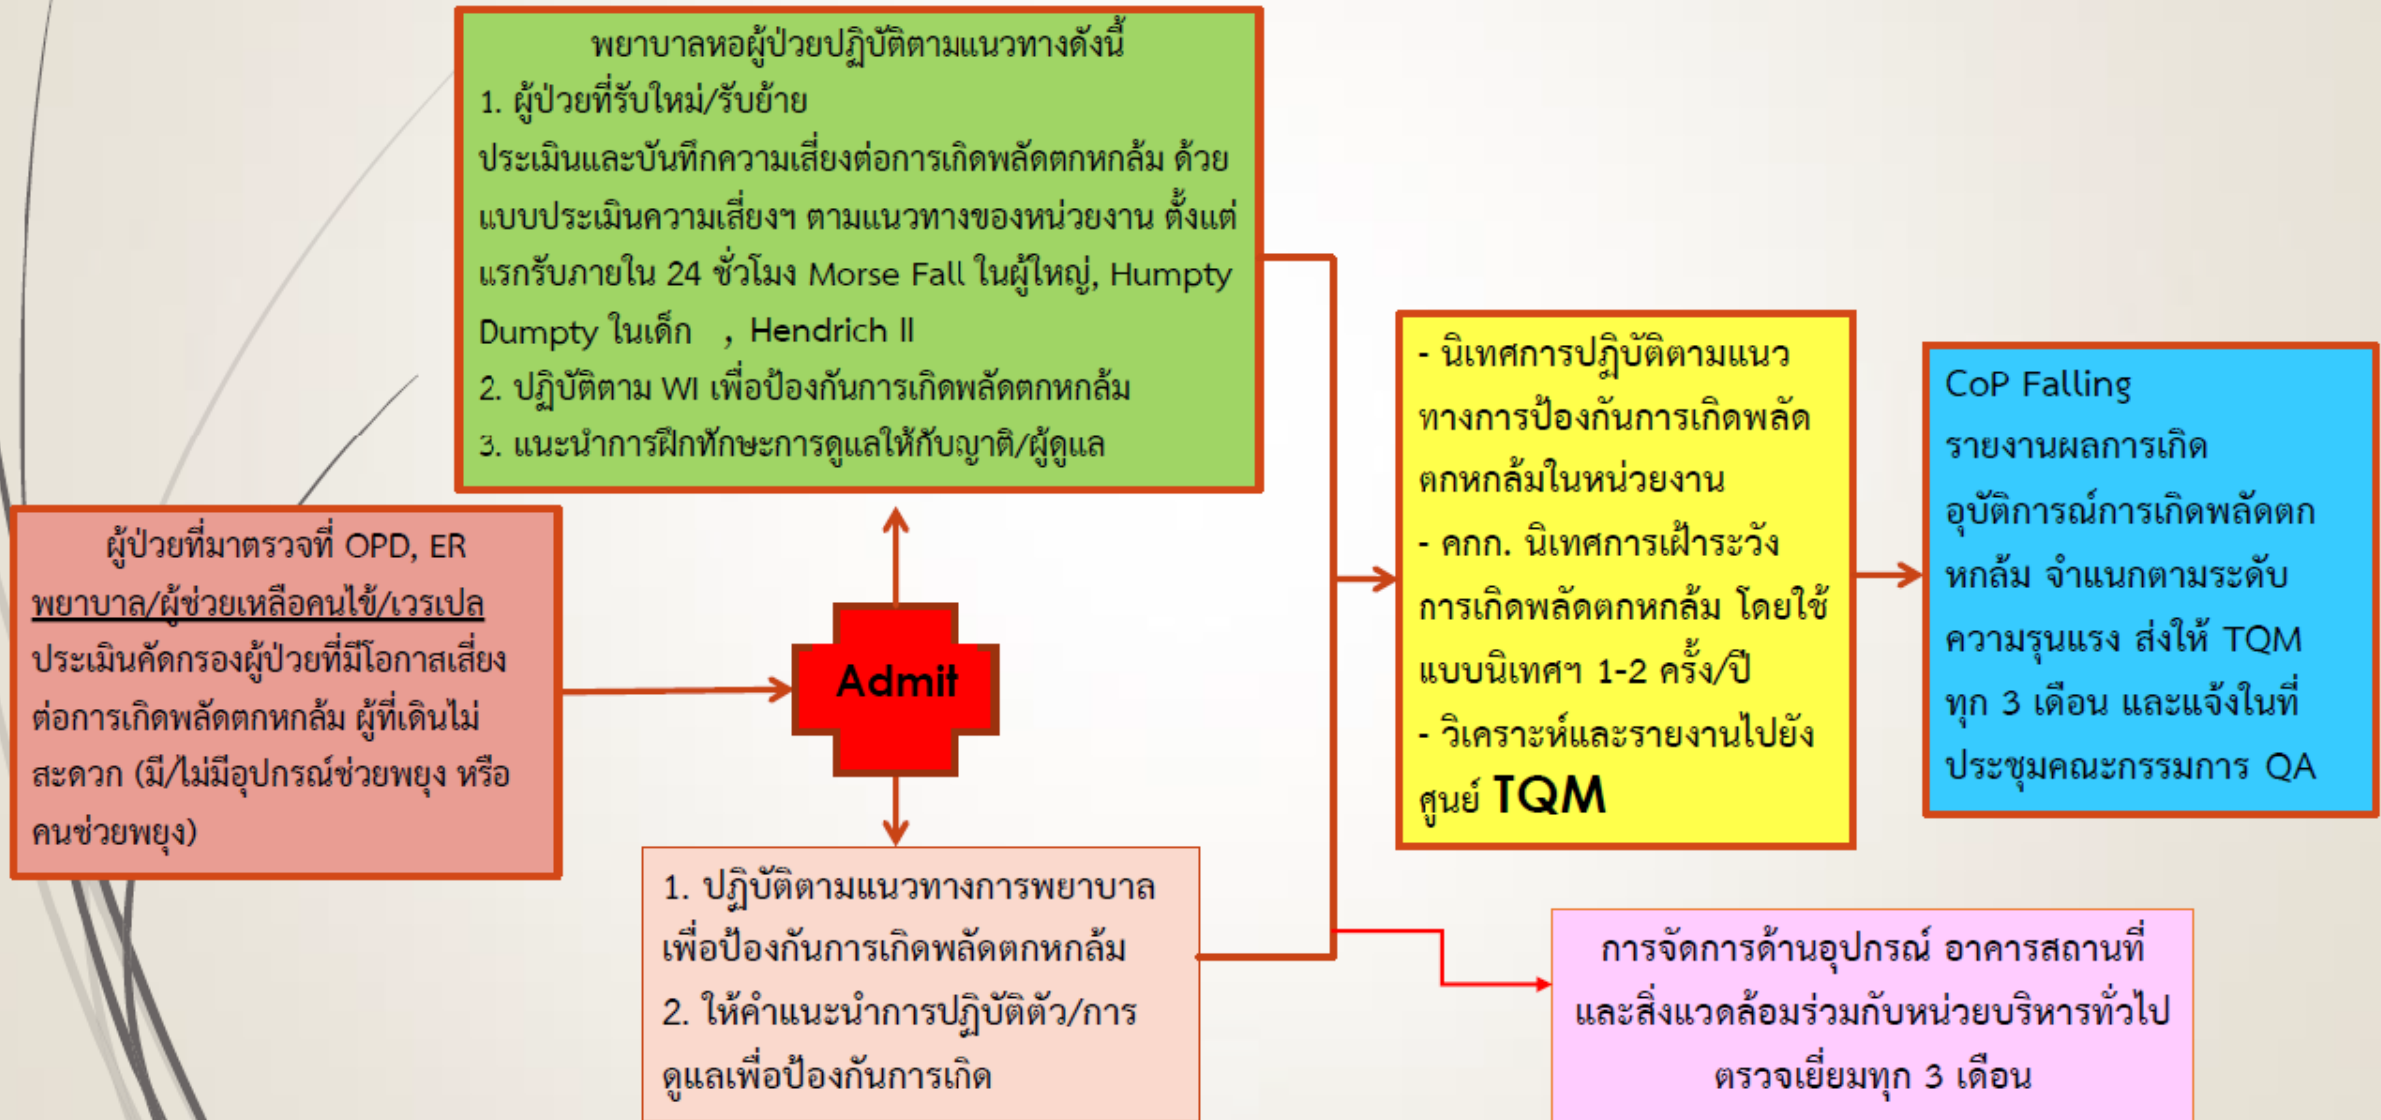 พยาบาลหอผู้ป่วยปฏิบัติตามแนวทางดังนี้
1. ผู้ป่วยที่รับใหม่/รับย้าย
ประเมินและบันทึกความเสี่ยงต่อการเกิดพลัดตกหกล้ม ด้วย
แบบประเมินความเสี่ยงฯ ตามแนวทางของหน่วยงาน ตั้งแต่
แรกรับภายใน 24 ชั่วโมง Morse Fall ในผู้ใหญ่, Humpty
Dumpty ในเด็ก , Hendrich II
2. ปฏิบัติตาม WI เพื่อป้องกันการเกิดพลัดตกหกล้ม
3. แนะนำการฝึกทักษะการดูแลให้กับญาติ/ผู้ดูแล
ผู้ป่วยที่มาตรวจที่ OPD, ER
พยาบาล/ผู้ช่วยเหลือคนไข้/เวรเปล
ประเมินคัดกรองผู้ป่วยที่มีโอกาสเสี่ยง
ต่อการเกิดพลัดตกหกล้ม ผู้ที่เดินไม่
สะดวก (มี/ไม่มีอุปกรณ์ช่วยพยุง หรือ
คนช่วยพยุง)
Admit
1. ปฏิบัติตามแนวทางการพยาบาล
เพื่อป้องกันการเกิดพลัดตกหกล้ม
2. ให้คำแนะนำการปฏิบัติตัว/การ
ดูแลเพื่อป้องกันการเกิด
- นิเทศการปฏิบัติตามแนว
ทางการป้องกันการเกิดพลัด
ตกหกล้มในหน่วยงาน
- คกก. นิเทศการเฝ้าระวัง
การเกิดพลัดตกหกล้ม โดยใช้
แบบนิเทศฯ 1-2 ครั้ง/ปี
- วิเคราะห์และรายงานไปยัง
ศูนย์ TQM
CoP Falling
รายงานผลการเกิด
อุบัติการณ์การเกิดพลัดตก
หกล้ม จำแนกตามระดับ
ความรุนแรง ส่งให้ TQM
ทุก 3 เดือน และแจ้งในที่
ประชุมคณะกรรมการ QA
การจัดการด้านอุปกรณ์ อาคารสถานที่
และสิ่งแวดล้อมร่วมกับหน่วยบริหารทั่วไป
ตรวจเยี่ยมทุก 3 เดือน